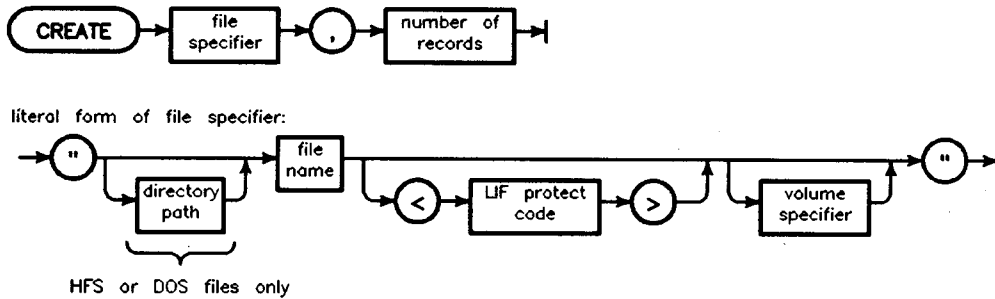 CREATE
file
specifier
,
number of
records
literal form of file specifier:
"
directory
path
file
name
<
LIF protect
code
>
volume
specifier
"
HFS or DOS files only